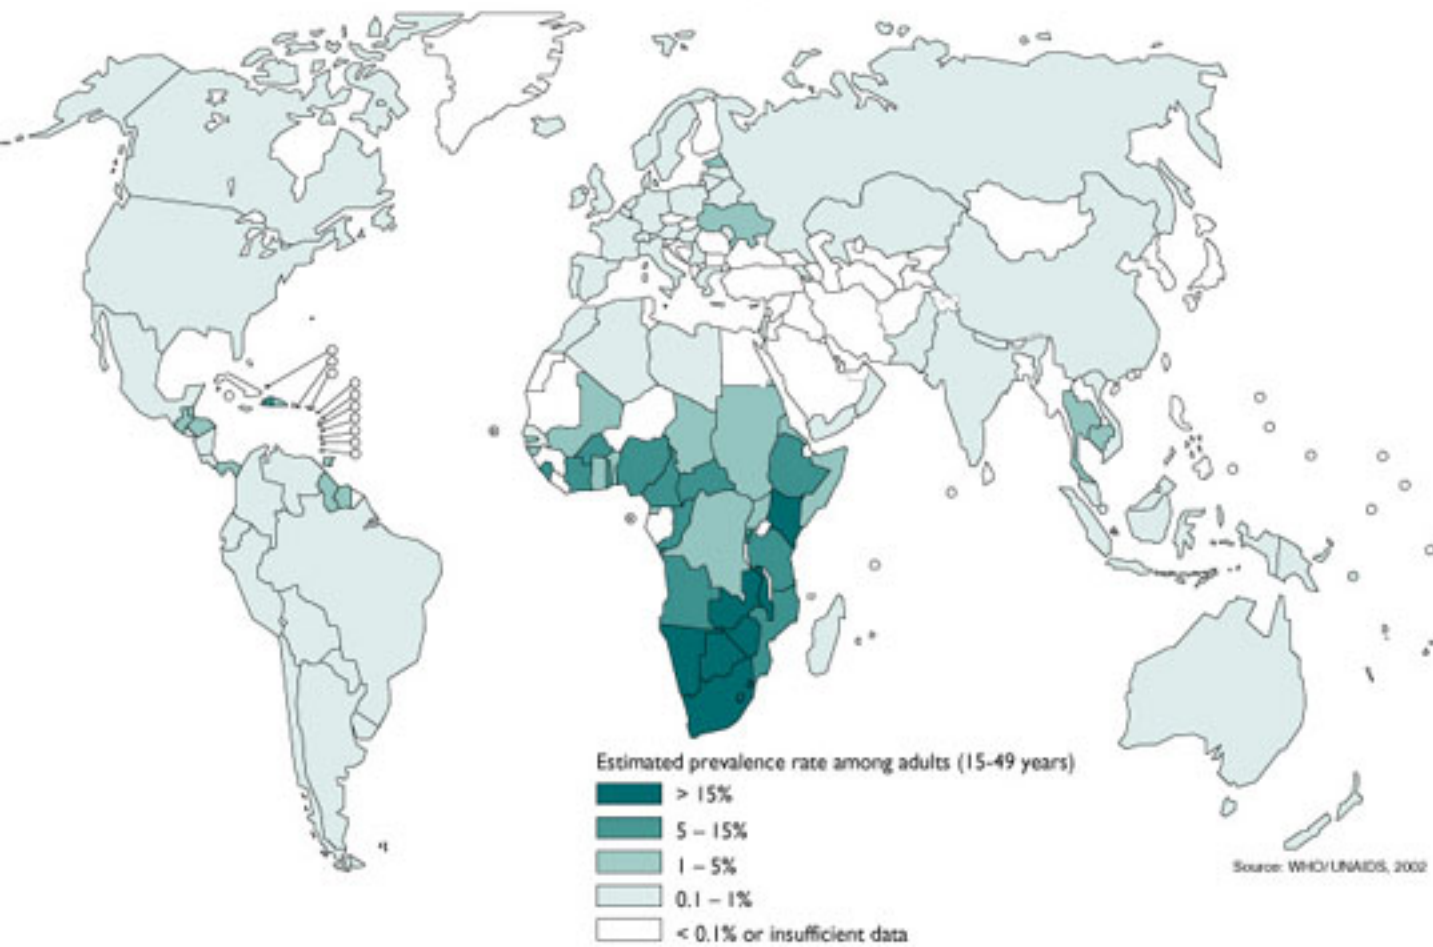 Estimated prevalence rate among adults (15-49 years)
> 15%
5 – 15%
1 – 5%
0.1 – 1%
< 0.1% or insufficient data
Source: WHO/UNAIDS, 2002